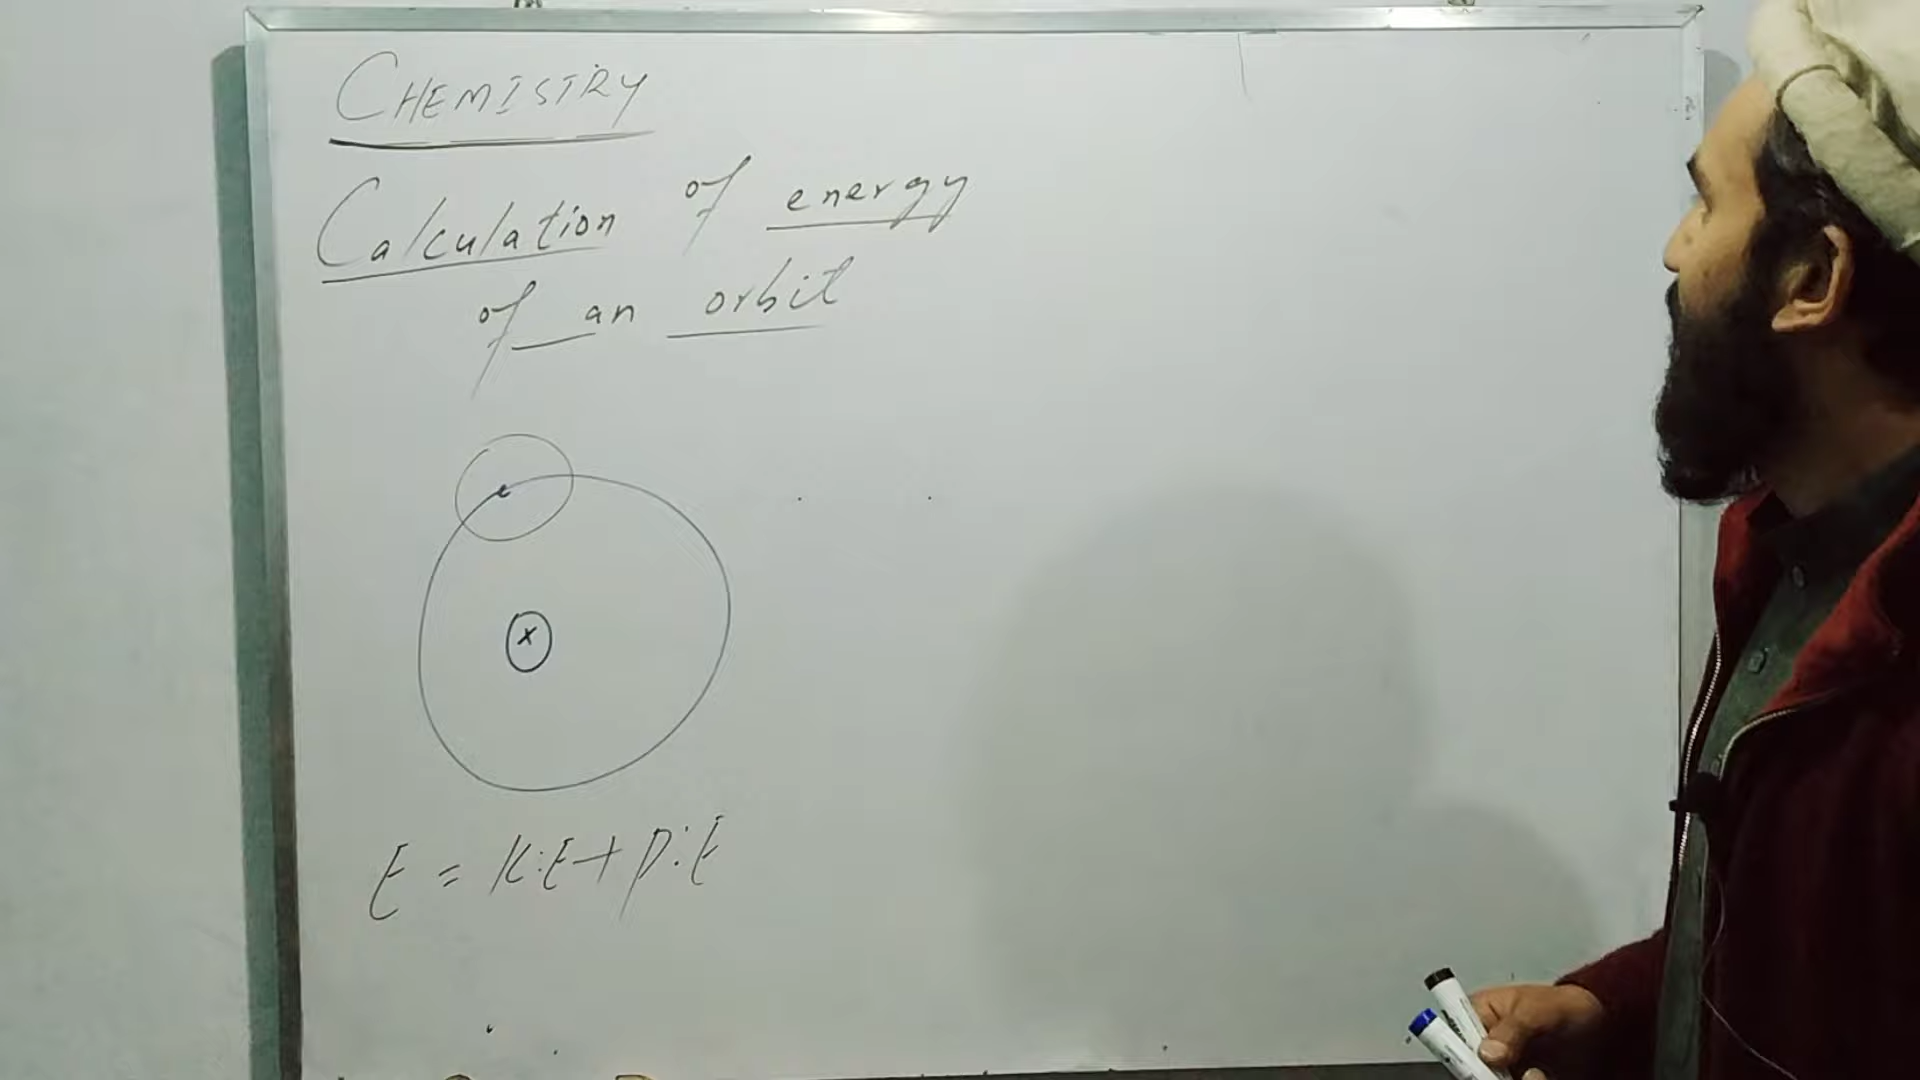 CHEMISTRY
Calculation of energy
of an orbit
e
x
E = K.E + P.E